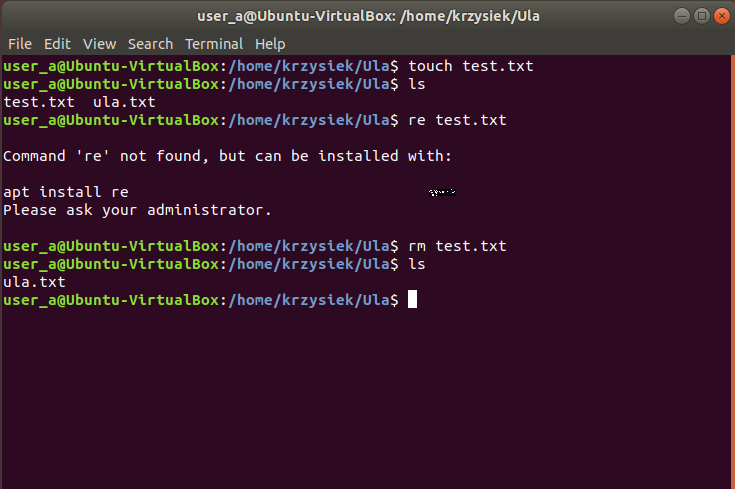 user_a@Ubuntu-VirtualBox: /home/krzysiek/Ula
File Edit View Search Terminal Help
user_a@Ubuntu-VirtualBox:/home/krzysiek/Ula$ touch test.txt
user_a@Ubuntu-VirtualBox:/home/krzysiek/Ula$ ls
test.txt  ula.txt
user_a@Ubuntu-VirtualBox:/home/krzysiek/Ula$ re test.txt

Command 're' not found, but can be installed with:

apt install re
Please ask your administrator.

user_a@Ubuntu-VirtualBox:/home/krzysiek/Ula$ rm test.txt
user_a@Ubuntu-VirtualBox:/home/krzysiek/Ula$ ls
ula.txt
user_a@Ubuntu-VirtualBox:/home/krzysiek/Ula$